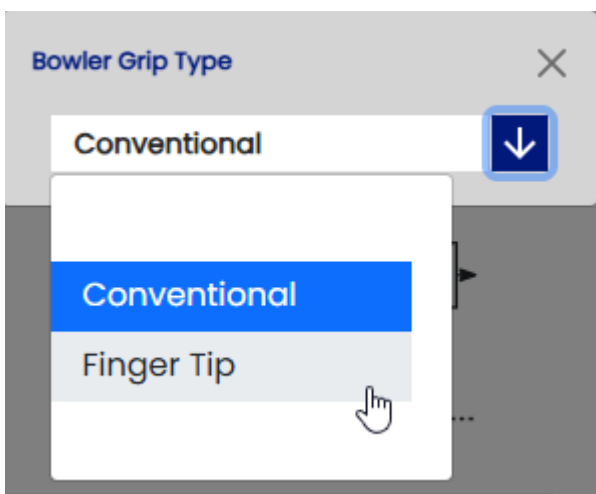 Bowler Grip Type
Conventional
Conventional
Finger Tip
...